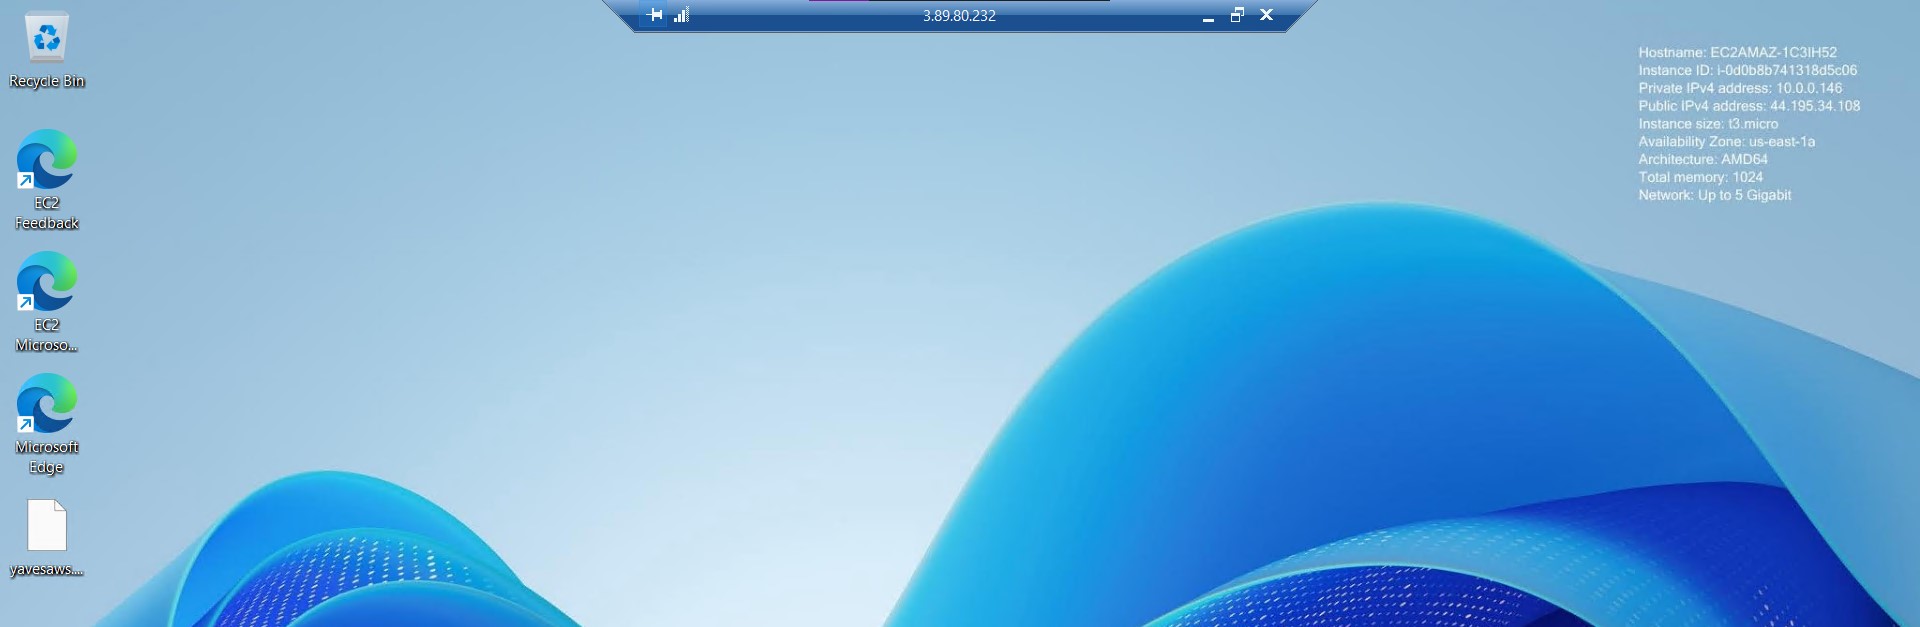 3.89.80.232
Recycle Bin
EC2
Feedback
EC2
Microso...
Microsoft
Edge
yavesaws....
Hostname: EC2AMAZ-1C3IH52
Instance ID: i-0d0b8b741318d5c06
Private IPv4 address: 10.0.0.146
Public IPv4 address: 44.195.34.108
Instance size: t3.micro
Availability Zone: us-east-1a
Architecture: AMD64
Total memory: 1024
Network: Up to 5 Gigabit